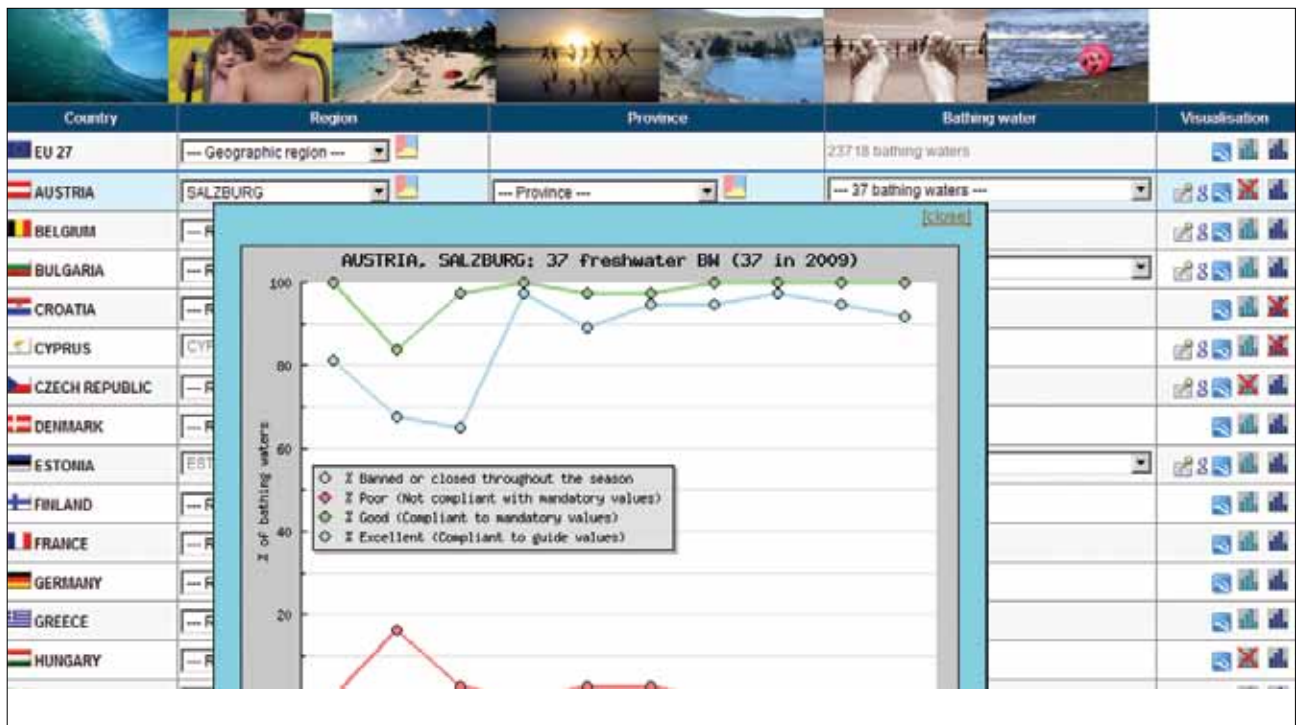 Country Region Province Bathing water Visualisation
EU 27 --- Geographic region --- 23718 bathing waters
AUSTRIA SALZBURG --- Province --- --- 37 bathing waters ---
[close]
BELGIUM --- R
BULGARIA --- R
CROATIA --- R
CYPRUS CYP
CZECH REPUBLIC --- R
DENMARK --- R
ESTONIA EST
FINLAND --- R
FRANCE --- R
GERMANY --- R
GREECE --- R
HUNGARY --- R
AUSTRIA, SALZBURG: 37 freshwater BW (37 in 2009)
% of bathing waters
100
80
60
40
20
% Banned or closed throughout the season
% Poor (Not compliant with mandatory values)
% Good (Compliant to mandatory values)
% Excellent (Compliant to guide values)